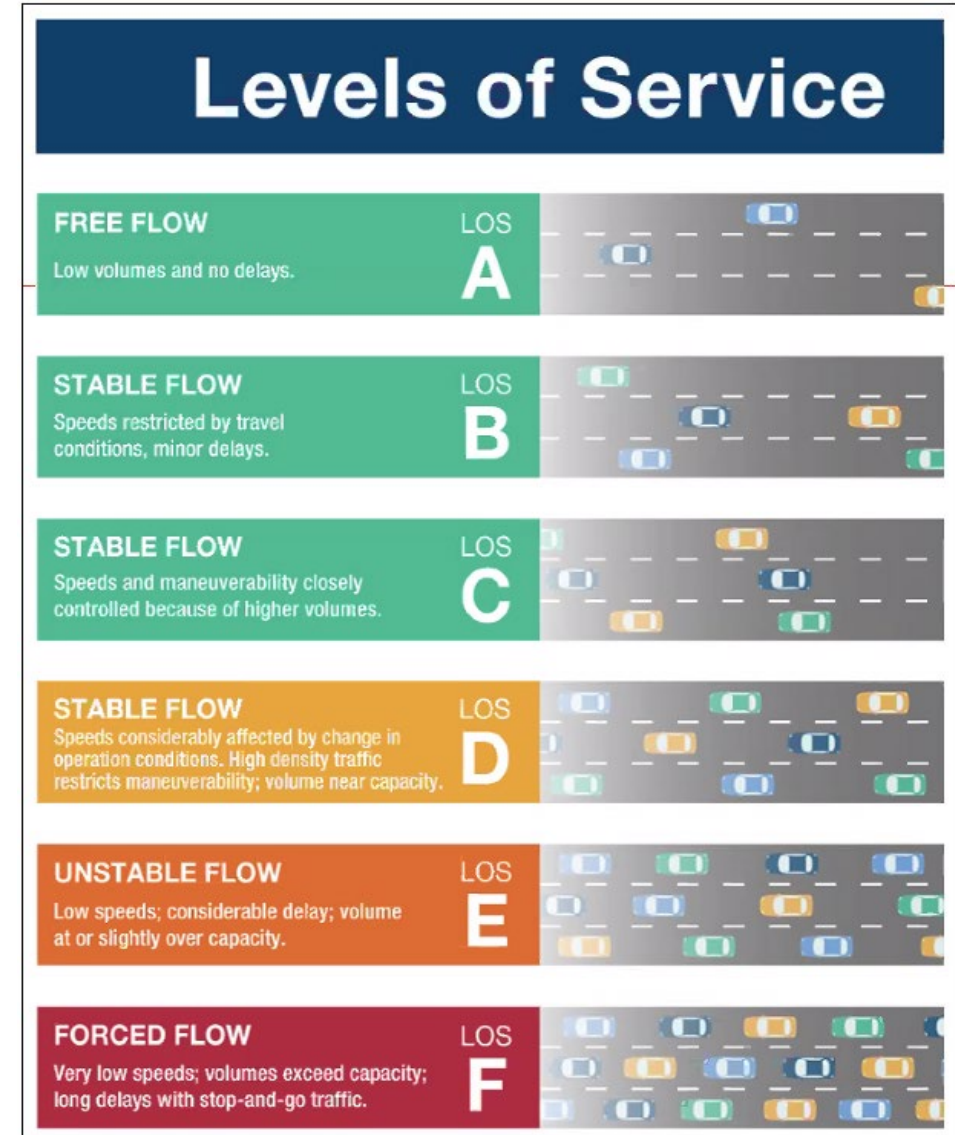 Levels of Service
FREE FLOW
Low volumes and no delays.
LOS
A
STABLE FLOW
Speeds restricted by travel
conditions, minor delays.
LOS
B
STABLE FLOW
Speeds and maneuverability closely
controlled because of higher volumes.
LOS
C
STABLE FLOW
Speeds considerably affected by change in
operation conditions. High density traffic
restricts maneuverability; volume near capacity.
LOS
D
UNSTABLE FLOW
Low speeds; considerable delay; volume
at or slightly over capacity.
LOS
E
FORCED FLOW
Very low speeds; volumes exceed capacity;
long delays with stop-and-go traffic.
LOS
F